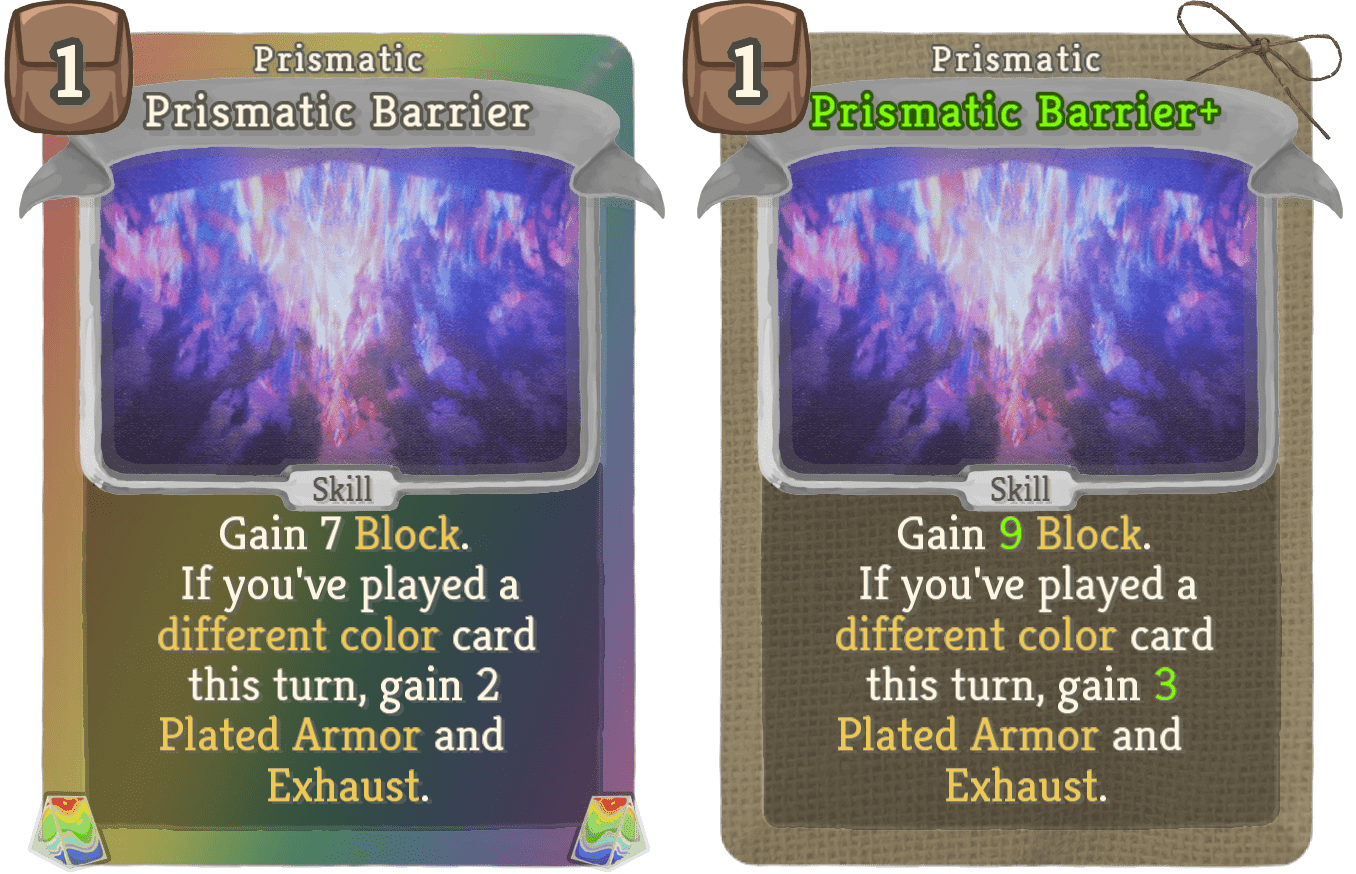 1
Prismatic
Prismatic Barrier
Skill
Gain 7 Block.
If you've played a
different color card
this turn, gain 2
Plated Armor and
Exhaust.
1
Prismatic
Prismatic Barrier+
Skill
Gain 9 Block.
If you've played a
different color card
this turn, gain 3
Plated Armor and
Exhaust.